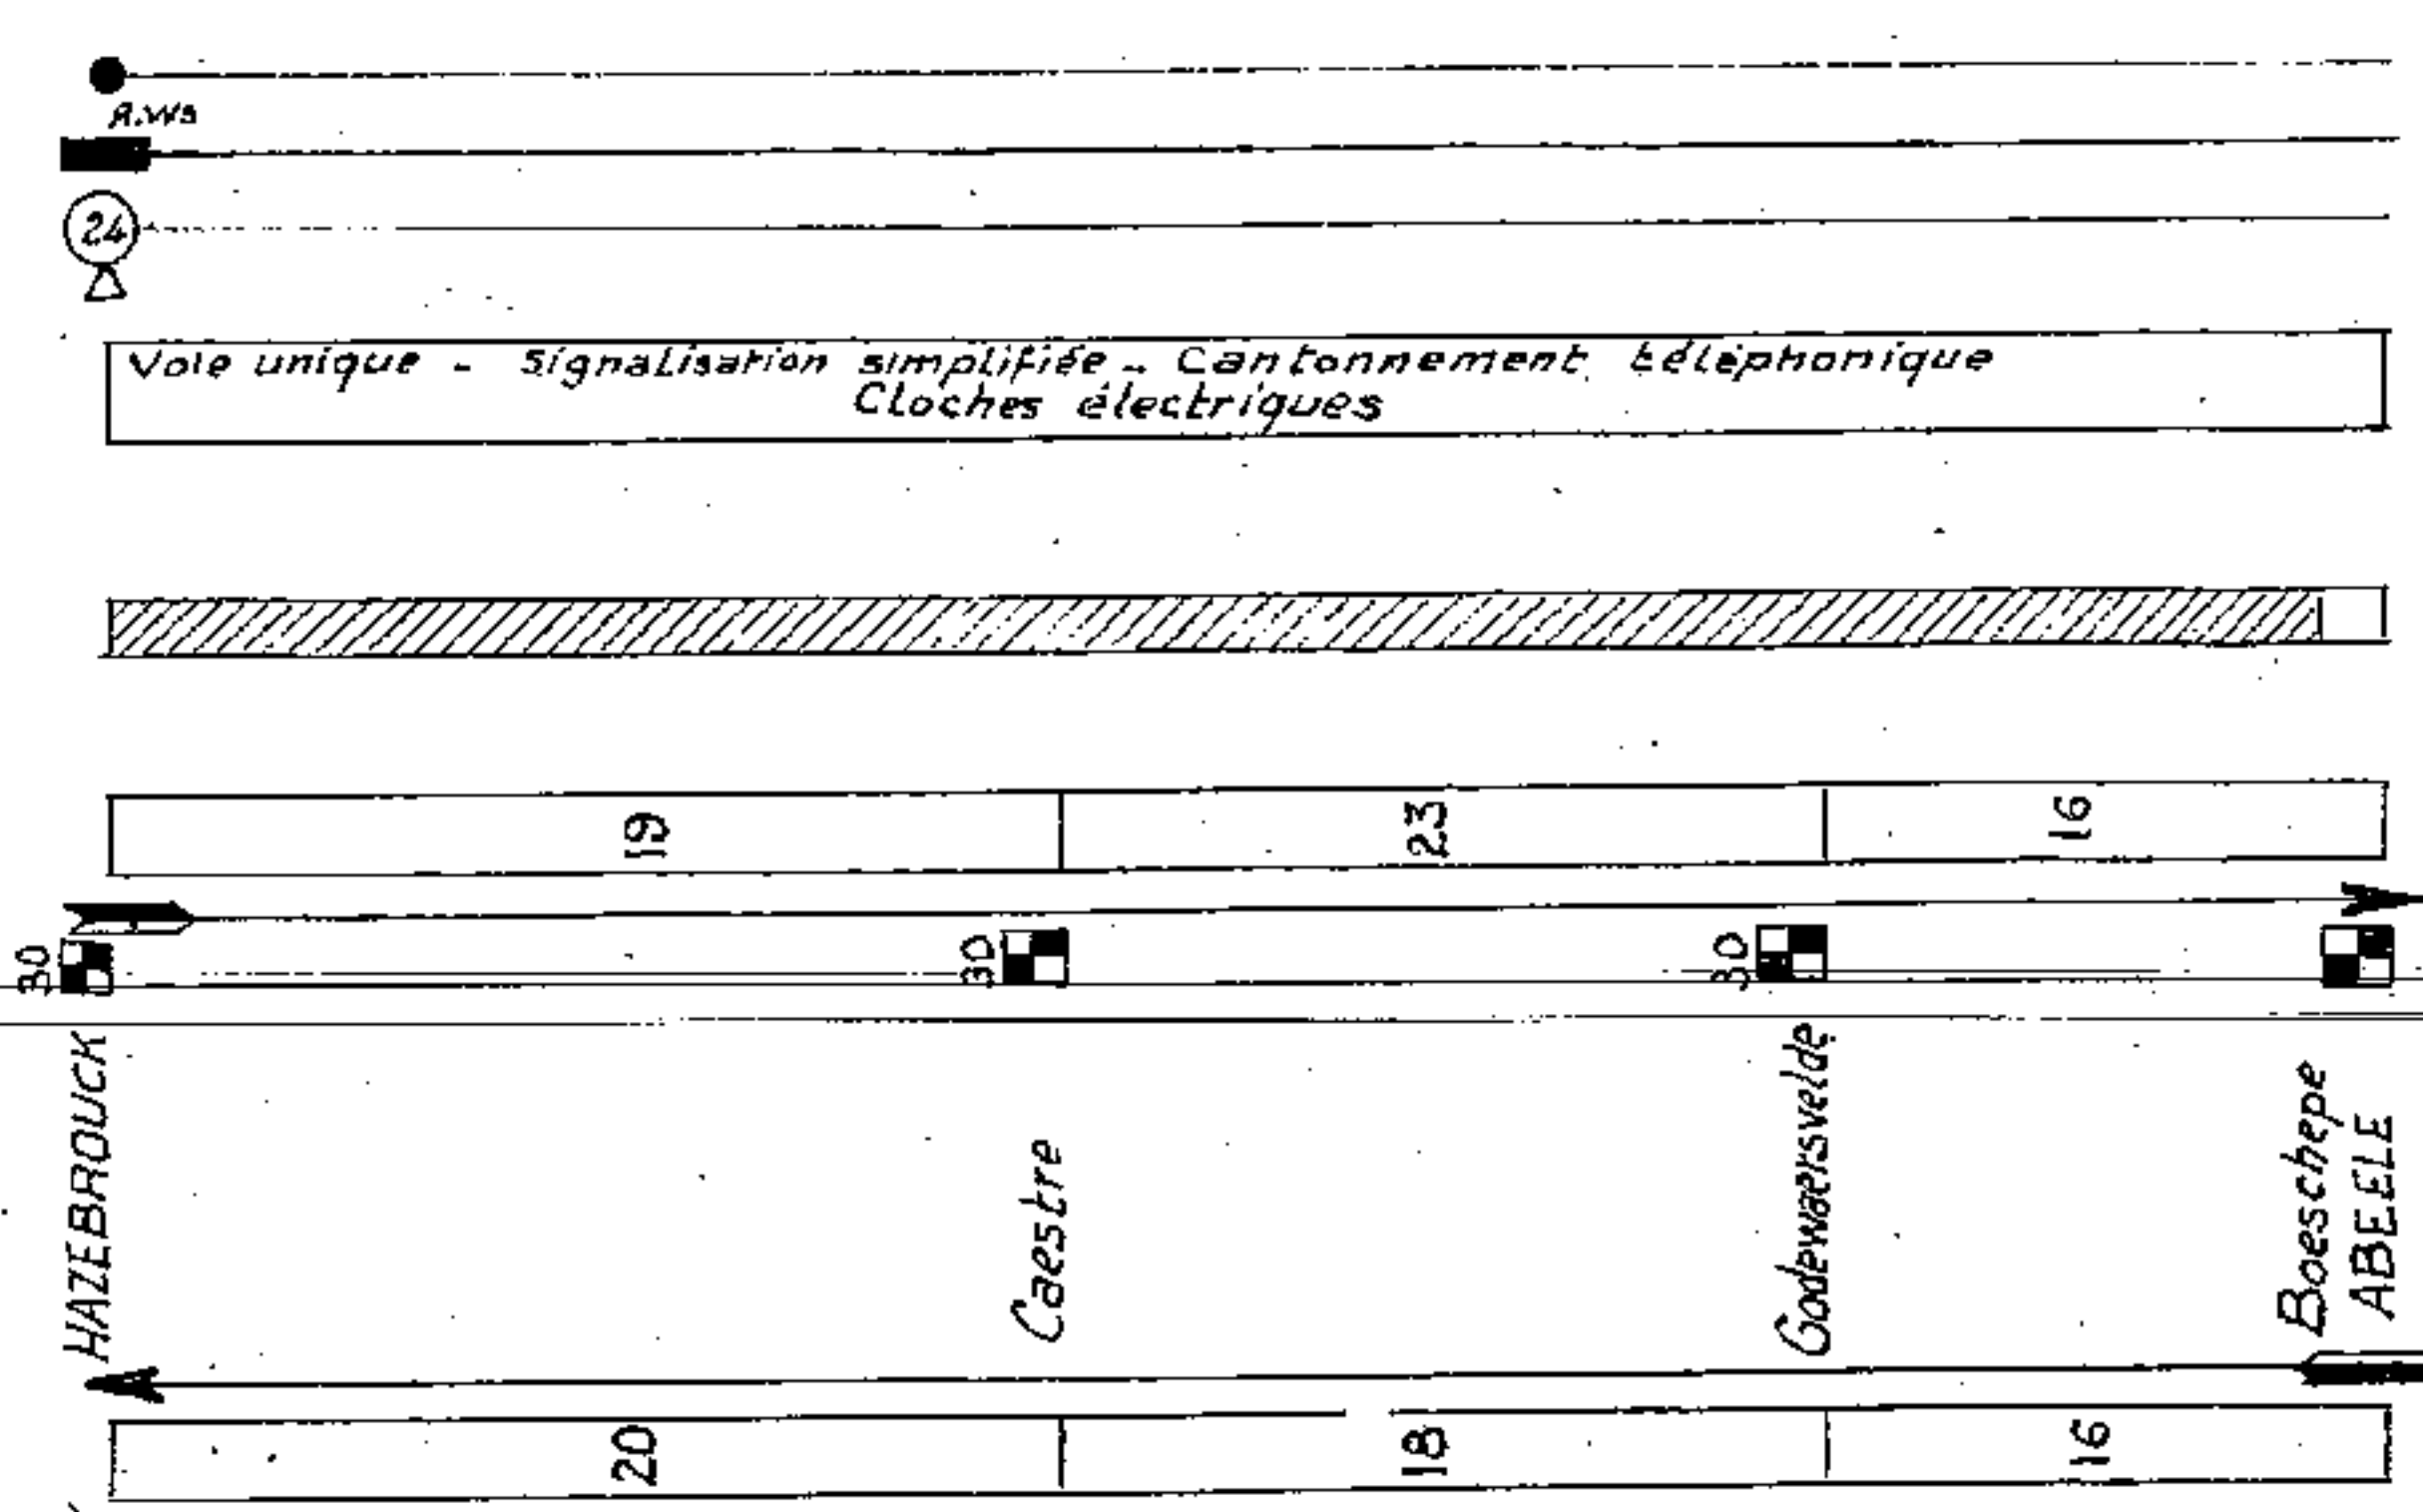 R.Ws
24
Voie unique - Signalisation simplifiée - Cantonnement téléphonique
Cloches électriques
19
23
16
30
30
30
HAZEBROUCK
Caestre
Godewaersvelde
Boeschepe
ABEELE
20
18
16